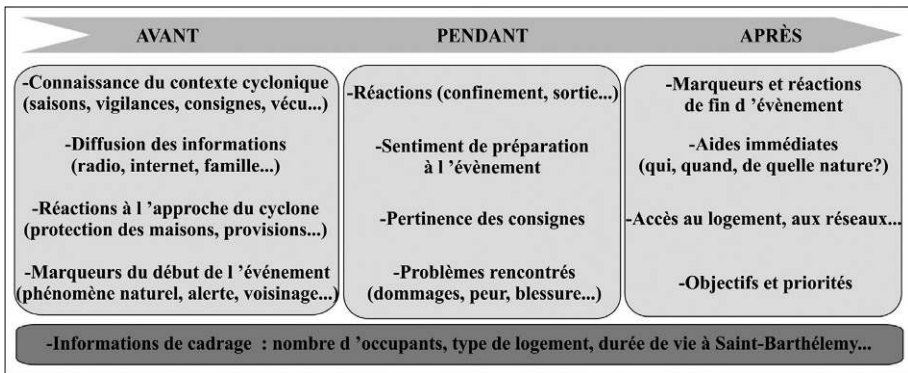 AVANT
PENDANT
APRÈS
-Connaissance du contexte cyclonique
(saisons, vigilances, consignes, vécu...)
-Diffusion des informations
(radio, internet, famille...)
-Réactions à l ’approche du cyclone
(protection des maisons, provisions...)
-Marqueurs du début de l ’événement
(phénomène naturel, alerte, voisinage...)
-Réactions (confinement, sortie...)
-Sentiment de préparation
à l ’évènement
-Pertinence des consignes
-Problèmes rencontrés
(dommages, peur, blessure...)
-Marqueurs et réactions
de fin d ’évènement
-Aides immédiates
(qui, quand, de quelle nature?)
-Accès au logement, aux réseaux...
-Objectifs et priorités
-Informations de cadrage : nombre d ’occupants, type de logement, durée de vie à Saint-Barthélemy...